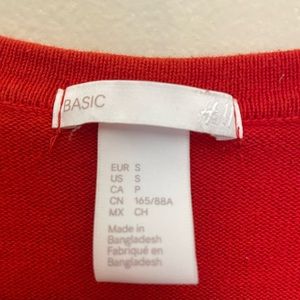 BASIC H&M
EUR S
US S
CA P
CN 165/88A
MX CH
Made in
Bangladesh
Fabriqué en
Bangladesh